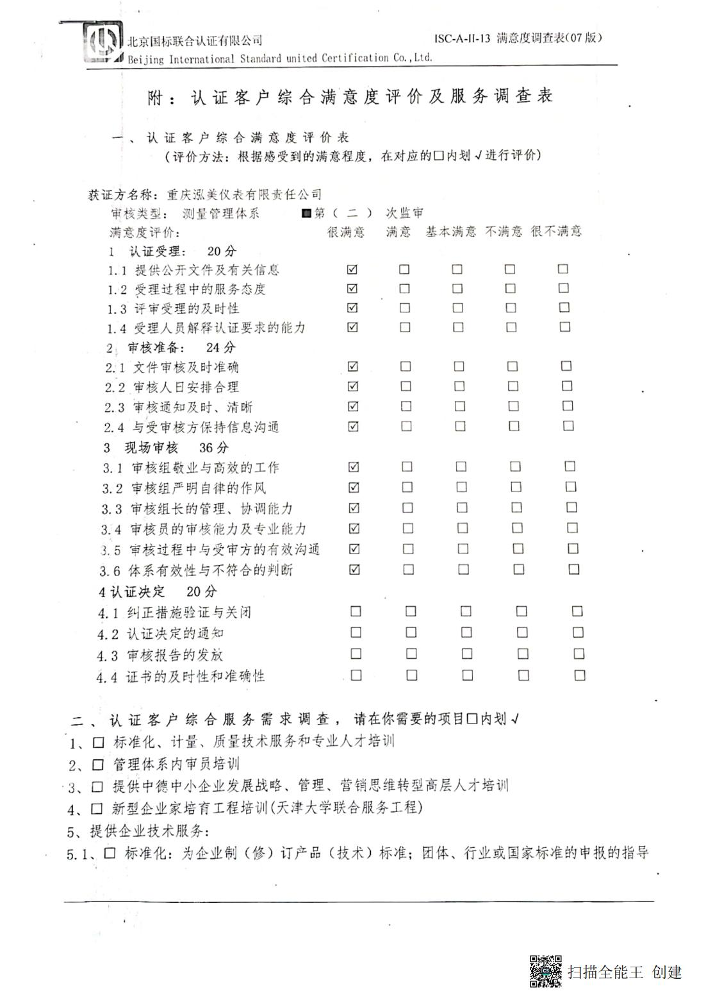 北京国标联合认证有限公司 ISC-A-II-13 满意度调查表(07版)
Beijing International Standard united Certification Co.,Ltd.
附：认证客户综合满意度评价及服务调查表
一、认证客户综合满意度评价表
(评价方法：根据感受到的满意程度，在对应的□内划√进行评价)
获证方名称：重庆泓美仪表有限责任公司
审核类型： 测量管理体系 ■第（二） 次监审
满意度评价： 很满意 满意 基本满意 不满意 很不满意
1 认证受理： 20分
1.1 提供公开文件及有关信息 ☑ □ □ □ □
1.2 受理过程中的服务态度 ☑ □ □ □ □
1.3 评审受理的及时性 ☑ □ □ □ □
1.4 受理人员解释认证要求的能力 ☑ □ □ □ □
2 审核准备： 24分
2.1 文件审核及时准确 ☑ □ □ □ □
2.2 审核人日安排合理 ☑ □ □ □ □
2.3 审核通知及时、清晰 ☑ □ □ □ □
2.4 与受审核方保持信息沟通 ☑ □ □ □ □
3 现场审核 36分
3.1 审核组敬业与高效的工作 ☑ □ □ □ □
3.2 审核组严明自律的作风 ☑ □ □ □ □
3.3 审核组长的管理、协调能力 ☑ □ □ □ □
3.4 审核员的审核能力及专业能力 ☑ □ □ □ □
3.5 审核过程中与受审方的有效沟通 ☑ □ □ □ □
3.6 体系有效性与不符合的判断 ☑ □ □ □ □
4认证决定 20分
4.1 纠正措施验证与关闭 □ □ □ □ □
4.2 认证决定的通知 □ □ □ □ □
4.3 审核报告的发放 □ □ □ □ □
4.4 证书的及时性和准确性 □ □ □ □ □
二、认证客户综合服务需求调查，请在你需要的项目□内划√
1、□ 标准化、计量、质量技术服务和专业人才培训
2、□ 管理体系内审员培训
3、□ 提供中德中小企业发展战略、管理、营销思维转型高层人才培训
4、□ 新型企业家培育工程培训(天津大学联合服务工程)
5、提供企业技术服务：
5.1、□ 标准化：为企业制（修）订产品（技术）标准；团体、行业或国家标准的申报的指导
扫描全能王 创建